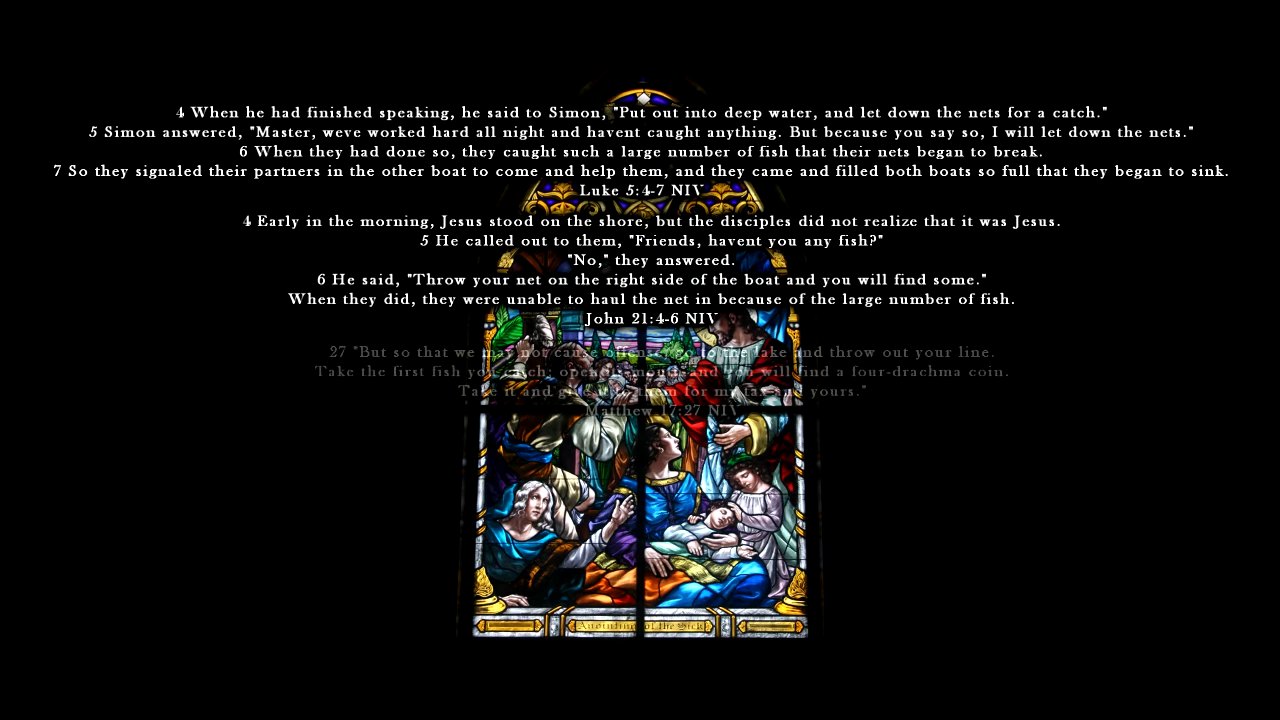 4 When he had finished speaking, he said to Simon, "Put out into deep water, and let down the nets for a catch."
5 Simon answered, "Master, weve worked hard all night and havent caught anything. But because you say so, I will let down the nets."
6 When they had done so, they caught such a large number of fish that their nets began to break.
7 So they signaled their partners in the other boat to come and help them, and they came and filled both boats so full that they began to sink.
Luke 5:4-7 NIV
4 Early in the morning, Jesus stood on the shore, but the disciples did not realize that it was Jesus.
5 He called out to them, "Friends, havent you any fish?"
"No," they answered.
6 He said, "Throw your net on the right side of the boat and you will find some."
When they did, they were unable to haul the net in because of the large number of fish.
John 21:4-6 NIV
27 "But so that we may not cause offense, go to the lake and throw out your line.
Take the first fish you catch; open its mouth and you will find a four-drachma coin.
Take it and give it to them for my tax and yours."
Matthew 17:27 NIV
Anointing of the Sick